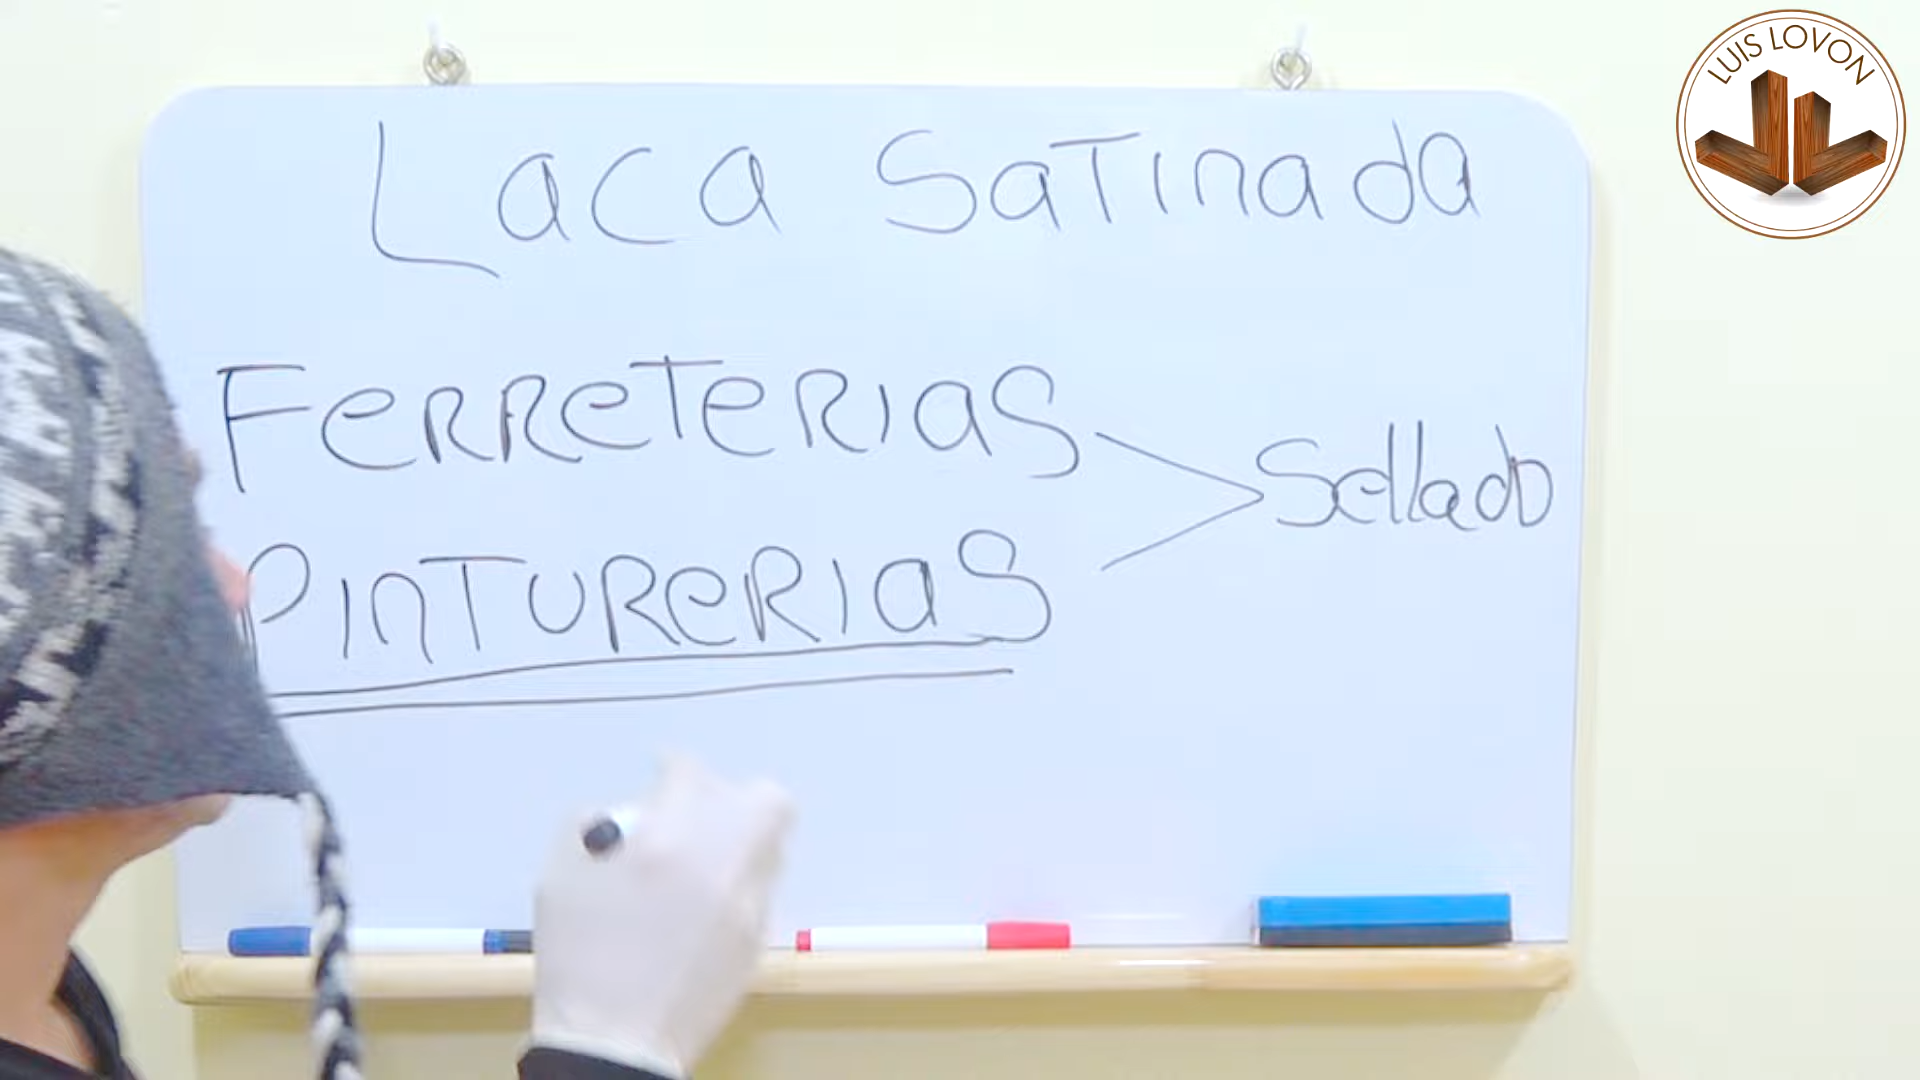 LUIS LOVON
Laca Satinada
Ferreterias
Sellado
Pinturerias